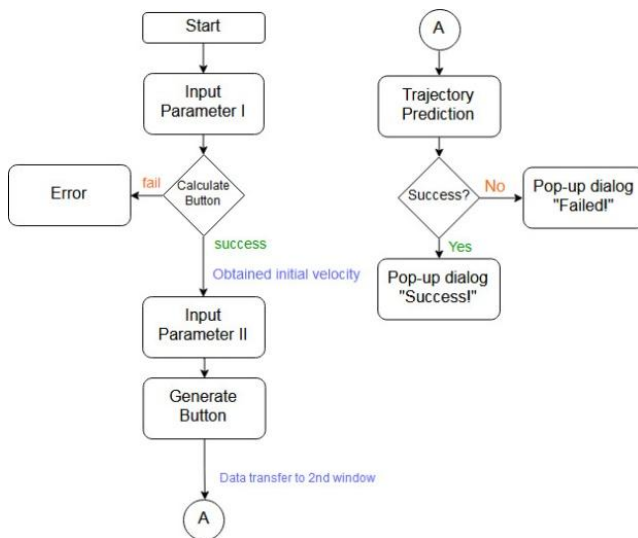 Start
Input
Parameter I
Calculate
Button
fail
Error
success
Obtained initial velocity
Input
Parameter II
Generate
Button
Data transfer to 2nd window
A
A
Trajectory
Prediction
Success?
No
Pop-up dialog
"Failed!"
Yes
Pop-up dialog
"Success!"